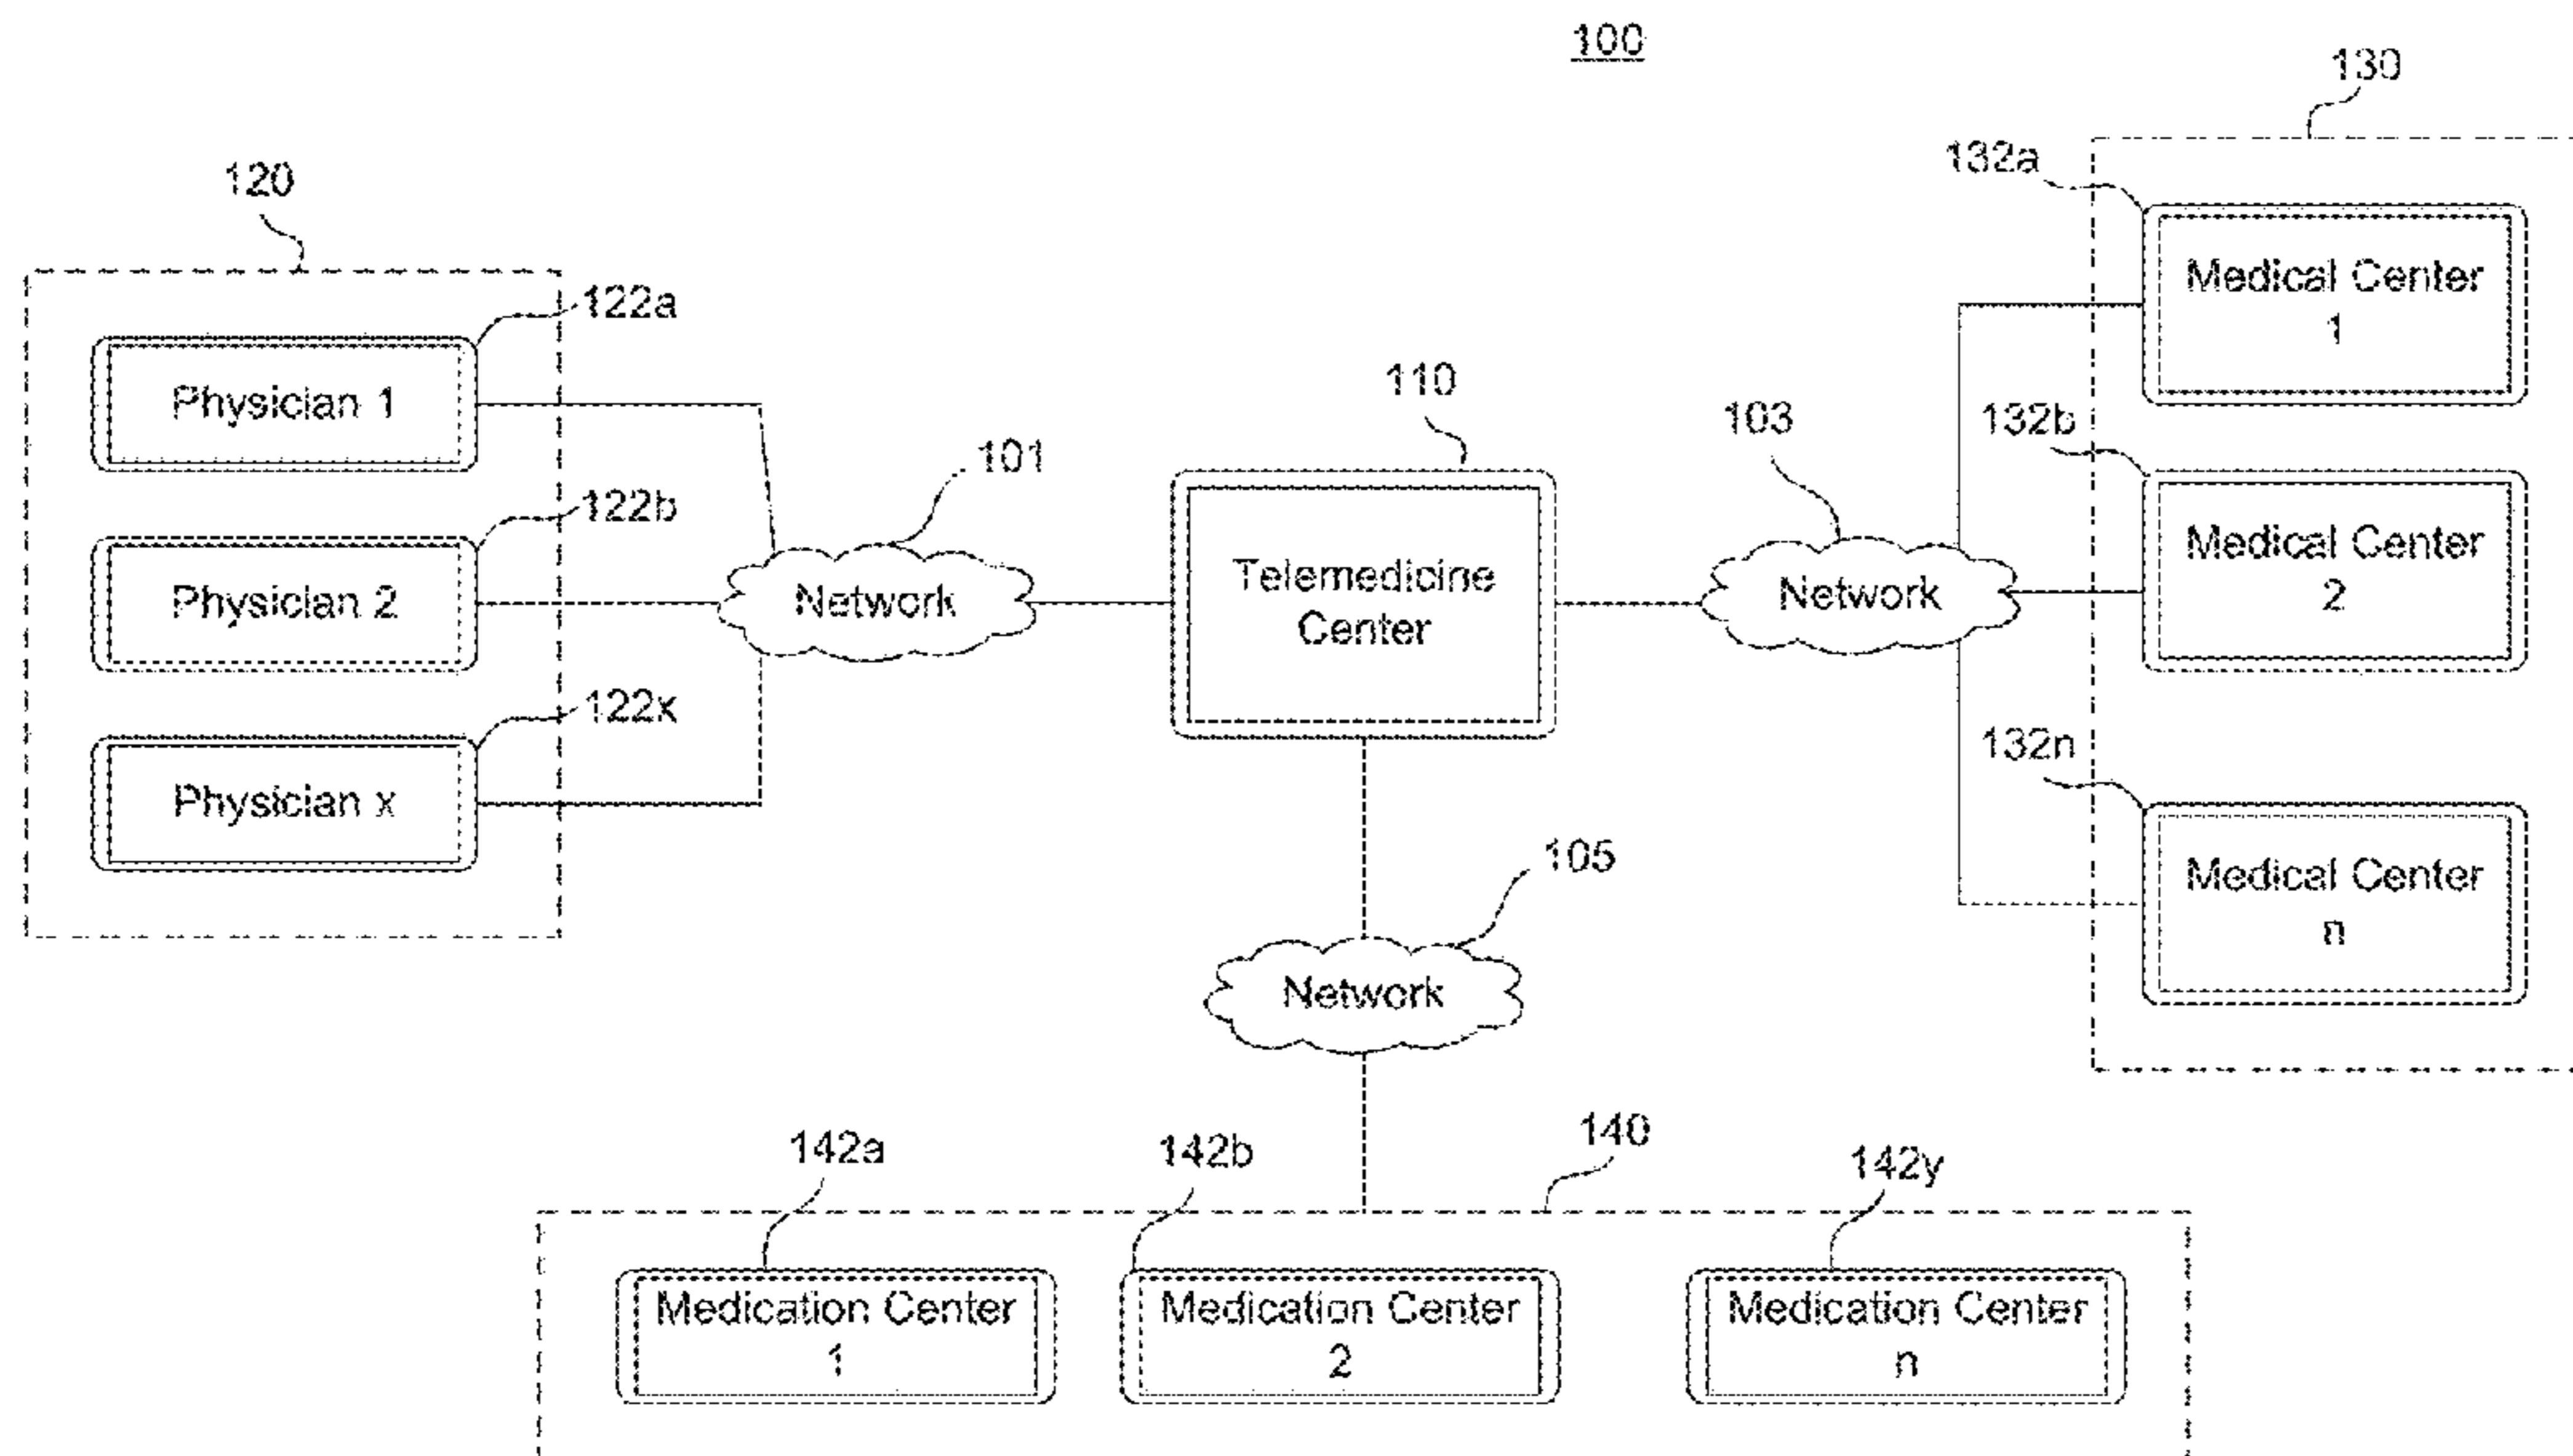 100
130
132a
120
Medical Center
1
122a
Physician 1
110
103
132b
101
122b
Medical Center
2
Telemedicine
Center
Network
Network
Physician 2
122x
132n
Physician x
105
Medical Center
n
Network
142a
142b
140
142y
Medication Center
1
Medication Center
2
Medication Center
n